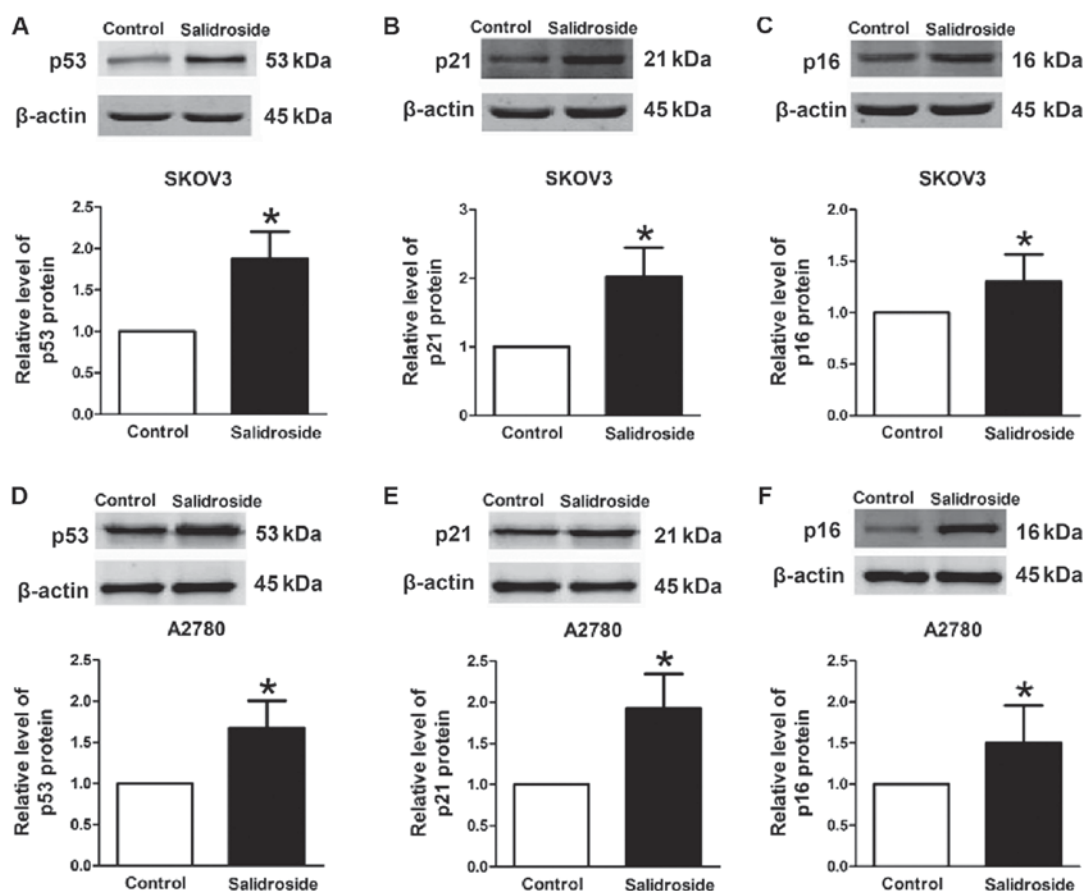 A
Control Salidroside
p53 53 kDa
β-actin 45 kDa
SKOV3
Relative level of
p53 protein
2.5
2.0
1.5
1.0
0.5
0.0
Control Salidroside
B
Control Salidroside
p21 21 kDa
β-actin 45 kDa
SKOV3
Relative level of
p21 protein
3
2
1
0
*
Control Salidroside
C
Control Salidroside
p16 16 kDa
β-actin 45 kDa
SKOV3
Relative level of
p16 protein
2.0
1.5
1.0
0.5
0.0
*
Control Salidroside
D
Control Salidroside
p53 53 kDa
β-actin 45 kDa
A2780
Relative level of
p53 protein
2.5
2.0
1.5
1.0
0.5
0.0
*
Control Salidroside
E
Control Salidroside
p21 21 kDa
β-actin 45 kDa
A2780
Relative level of
p21 protein
2.5
2.0
1.5
1.0
0.5
0.0
*
Control Salidroside
F
Control Salidroside
p16 16 kDa
β-actin 45 kDa
A2780
Relative level of
p16 protein
2.5
2.0
1.5
1.0
0.5
0.0
*
Control Salidroside